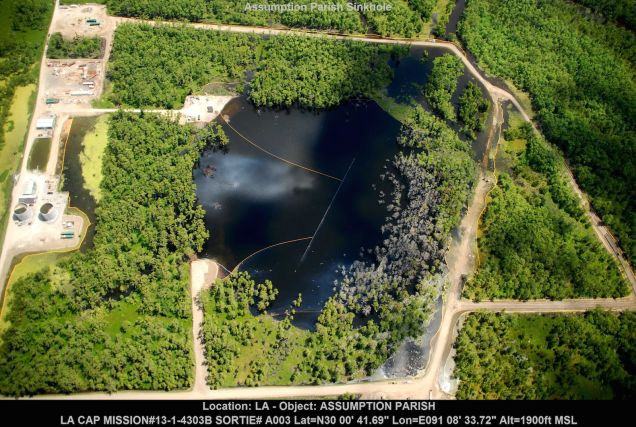 Assumption Parish Sinkhole
Location: LA - Object: ASSUMPTION PARISH
LA CAP MISSION#13-1-4303B SORTIE# A003 Lat=N30 00' 41.69" Lon=E091 08' 33.72" Alt=1900ft MSL